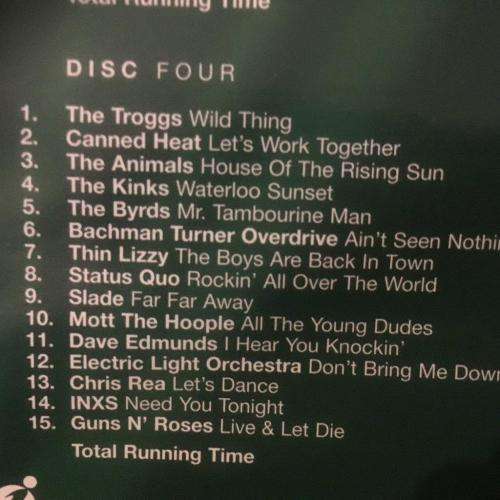 Total Running Time
DISC FOUR
1. The Troggs Wild Thing
2. Canned Heat Let's Work Together
3. The Animals House Of The Rising Sun
4. The Kinks Waterloo Sunset
5. The Byrds Mr. Tambourine Man
6. Bachman Turner Overdrive Ain't Seen Nothin
7. Thin Lizzy The Boys Are Back In Town
8. Status Quo Rockin' All Over The World
9. Slade Far Far Away
10. Mott The Hoople All The Young Dudes
11. Dave Edmunds I Hear You Knockin'
12. Electric Light Orchestra Don't Bring Me Down
13. Chris Rea Let's Dance
14. INXS Need You Tonight
15. Guns N' Roses Live & Let Die
Total Running Time